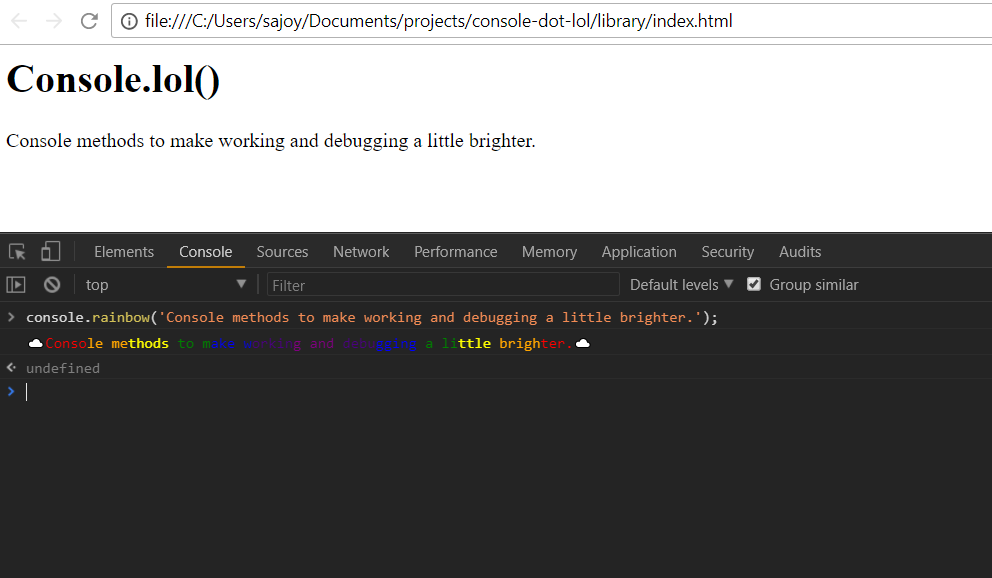 file:///C:/Users/sajoy/Documents/projects/console-dot-lol/library/index.html
Console.lol()
Console methods to make working and debugging a little brighter.
Elements Console Sources Network Performance Memory Application Security Audits
top Filter Default levels Group similar
console.rainbow('Console methods to make working and debugging a little brighter.');
Console methods to make working and debugging a little brighter.
undefined